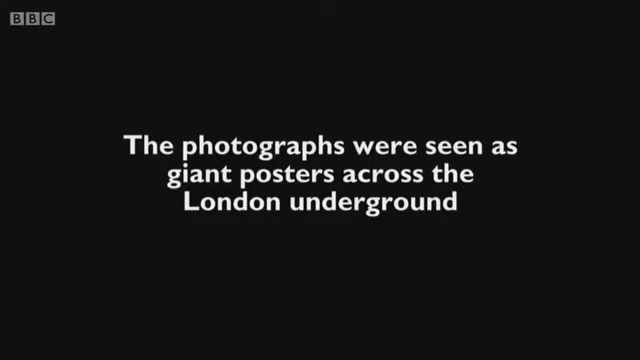 BBC
The photographs were seen as
giant posters across the
London underground